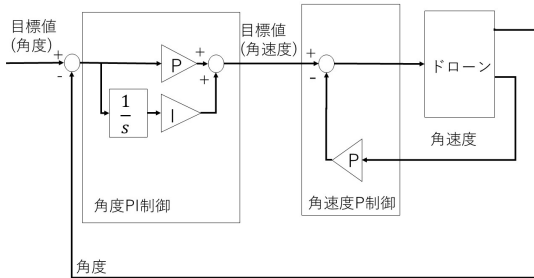 目標値
(角度)
+
-
P
+
+
1
s
I
角度PI制御
目標値
(角速度)
+
-
P
角速度P制御
ドローン
角速度
角度